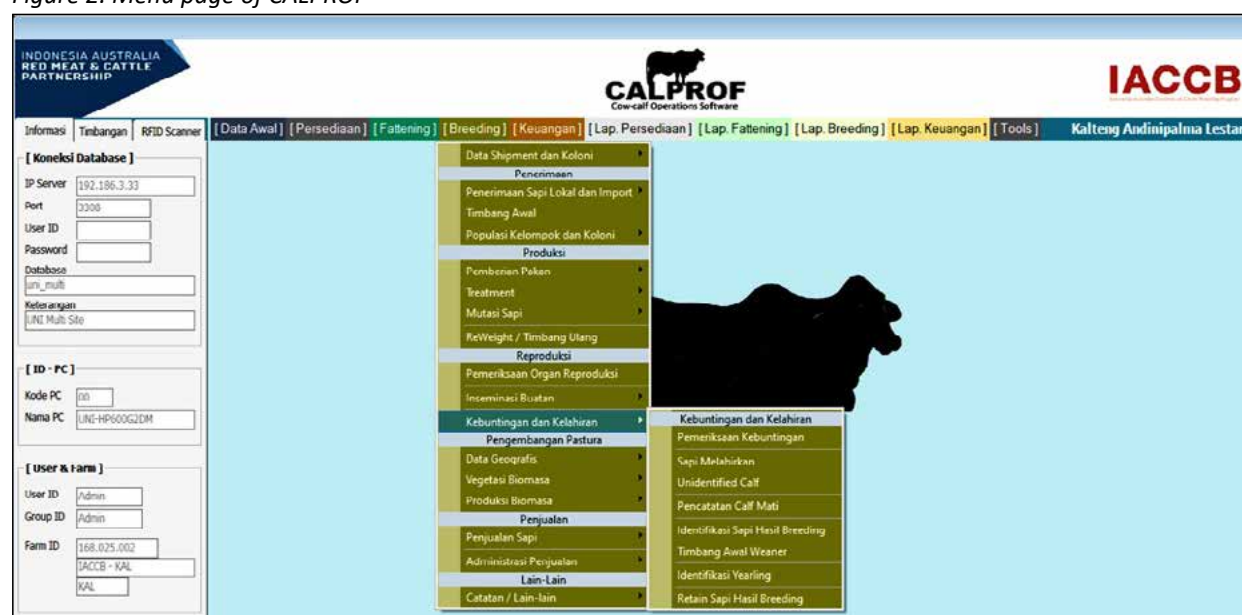 Figure 2. Menu page of CALPROF
INDONESIA AUSTRALIA
RED MEAT & CATTLE
PARTNERSHIP
CALPROF
Cow-calf Operations Software
IACCB
Informasi Timbangan RFID Scanner
[Data Awal] [Persediaan] [Fattening] [Breeding] [Keuangan] [Lap. Persediaan] [Lap. Fattening] [Lap. Breeding] [Lap. Keuangan] [Tools] Kalteng Andinipalma Lestar
[ Koneksi Database ]
IP Server 192.186.3.33
Port 3306
User ID
Password
Database
uni_multi
Keterangan
UNI Multi Site
[ ID - PC ]
Kode PC 00
Nama PC UNI-HP600G2DM
[ User & Farm ]
User ID Admin
Group ID Admin
Farm ID 168.025.002
IACCB - KAL
KAL
Data Shipment dan Koloni
Penerimaan
Penerimaan Sapi Lokal dan Import
Timbang Awal
Populasi Kelompok dan Koloni
Produksi
Pemberian Pakan
Treatment
Mutasi Sapi
ReWeight / Timbang Ulang
Reproduksi
Pemeriksaan Organ Reproduksi
Inseminasi Buatan
Kebuntingan dan Kelahiran
Pengembangan Pastura
Data Geografis
Vegetasi Biomasa
Produksi Biomasa
Penjualan
Penjualan Sapi
Administrasi Penjualan
Lain-Lain
Catatan / Lain-lain
Kebuntingan dan Kelahiran
Pemeriksaan Kebuntingan
Sapi Melahirkan
Unidentified Calf
Pencatatan Calf Mati
Identifikasi Sapi Hasil Breeding
Timbang Awal Weaner
Identifikasi Yearling
Retain Sapi Hasil Breeding